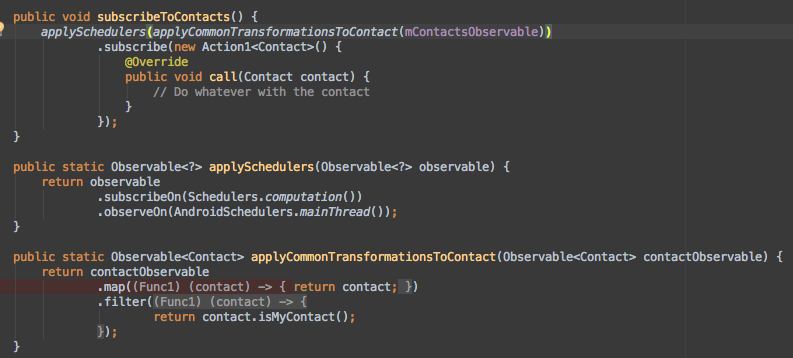 public void subscribeToContacts() {
    applySchedulers(applyCommonTransformationsToContact(mContactsObservable))
            .subscribe(new Action1<Contact>() {
                @Override
                public void call(Contact contact) {
                    // Do whatever with the contact
                }
            });
}

public static Observable<?> applySchedulers(Observable<?> observable) {
    return observable
            .subscribeOn(Schedulers.computation())
            .observeOn(AndroidSchedulers.mainThread());
}

public static Observable<Contact> applyCommonTransformationsToContact(Observable<Contact> contactObservable) {
    return contactObservable
            .map((Func1) (contact) -> { return contact; })
            .filter((Func1) (contact) -> {
                    return contact.isMyContact();
            });
}